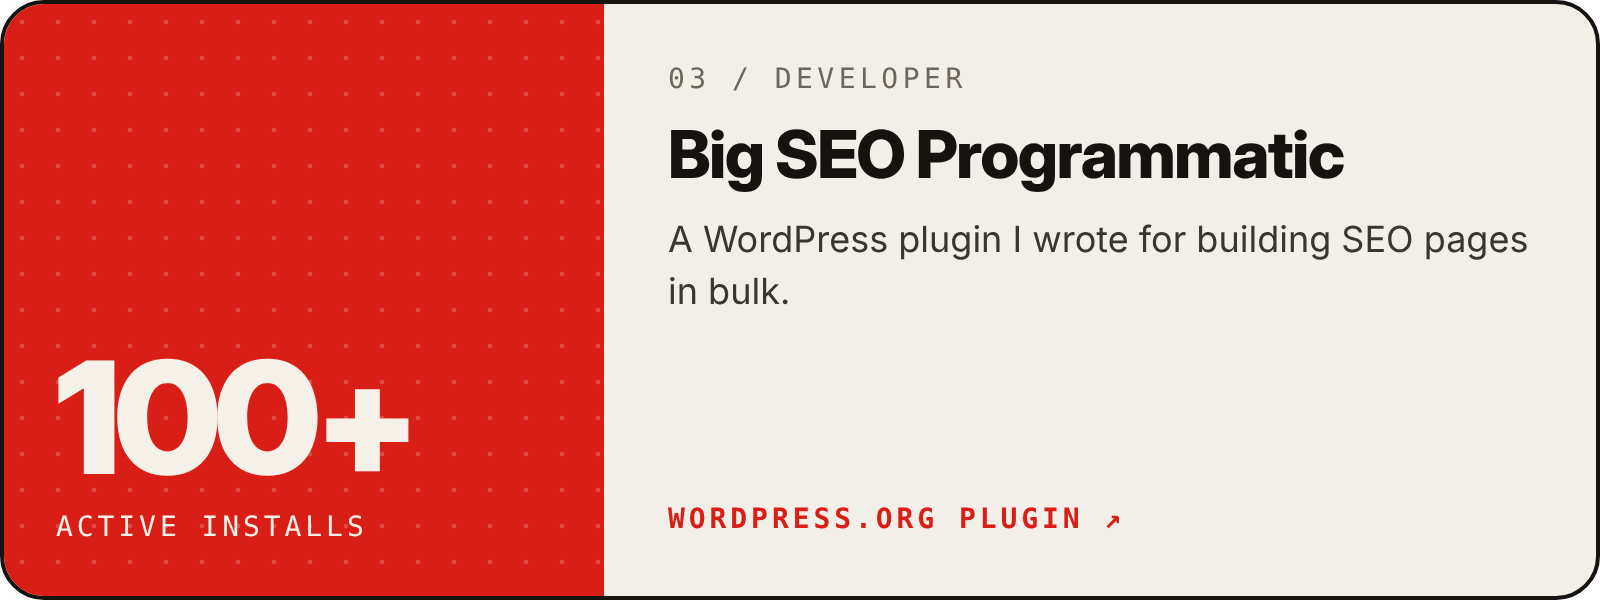 100+
ACTIVE INSTALLS
03 / DEVELOPER
Big SEO Programmatic
A WordPress plugin I wrote for building SEO pages
in bulk.
WORDPRESS.ORG PLUGIN ↗